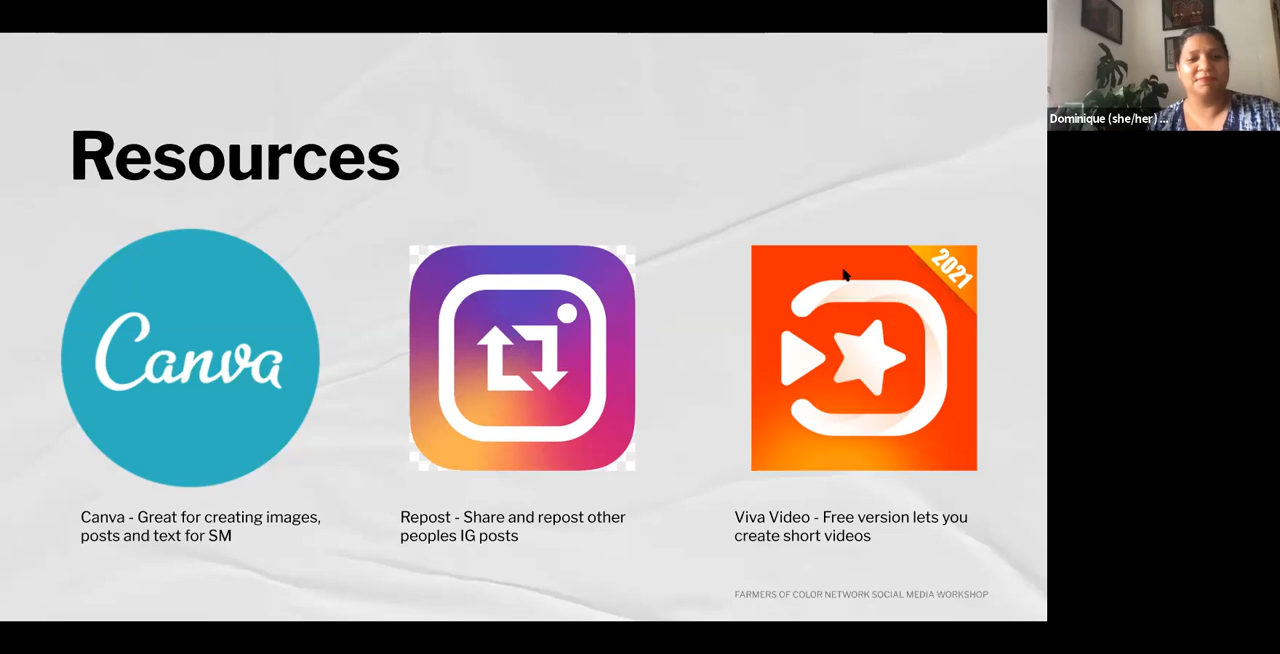 Resources
Canva
2021
Canva - Great for creating images,
posts and text for SM
Repost - Share and repost other
peoples IG posts
Viva Video - Free version lets you
create short videos
FARMERS OF COLOR NETWORK SOCIAL MEDIA WORKSHOP
Dominique (she/her) ...